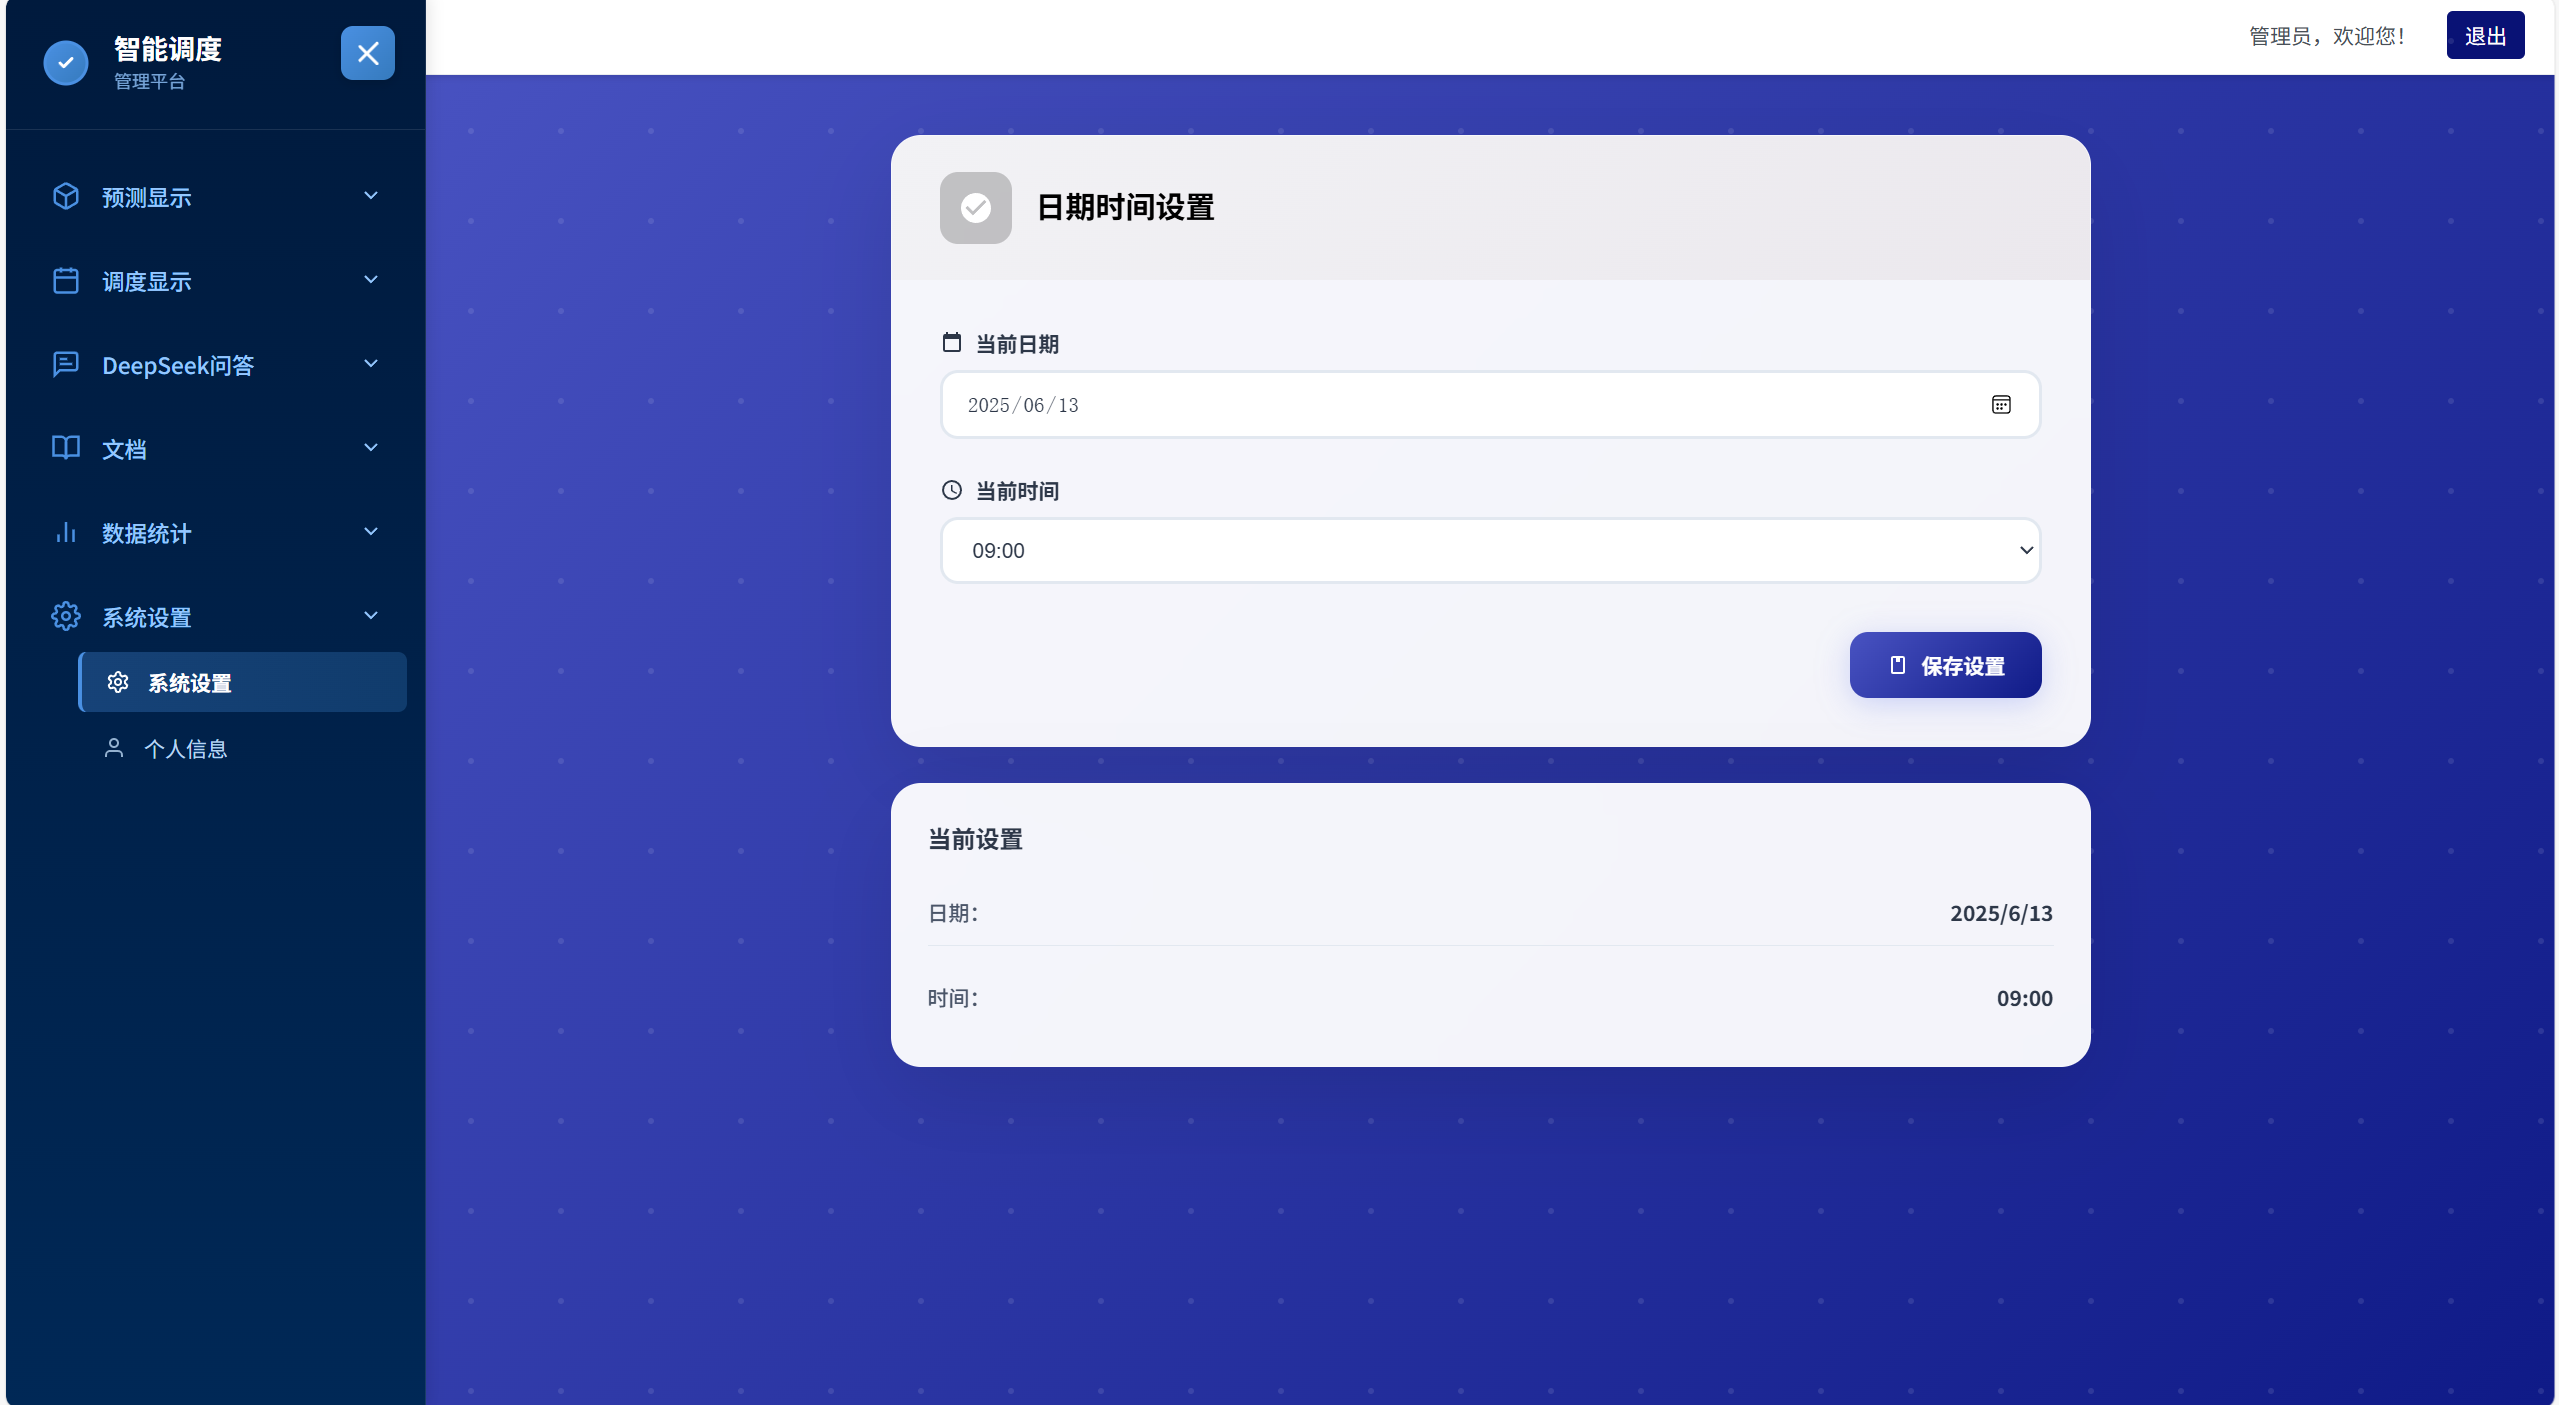 智能调度
管理平台
管理员，欢迎您！
退出
预测显示
调度显示
DeepSeek问答
文档
数据统计
系统设置
系统设置
个人信息
日期时间设置
当前日期
2025/06/13
当前时间
09:00
保存设置
当前设置
日期：
2025/6/13
时间：
09:00